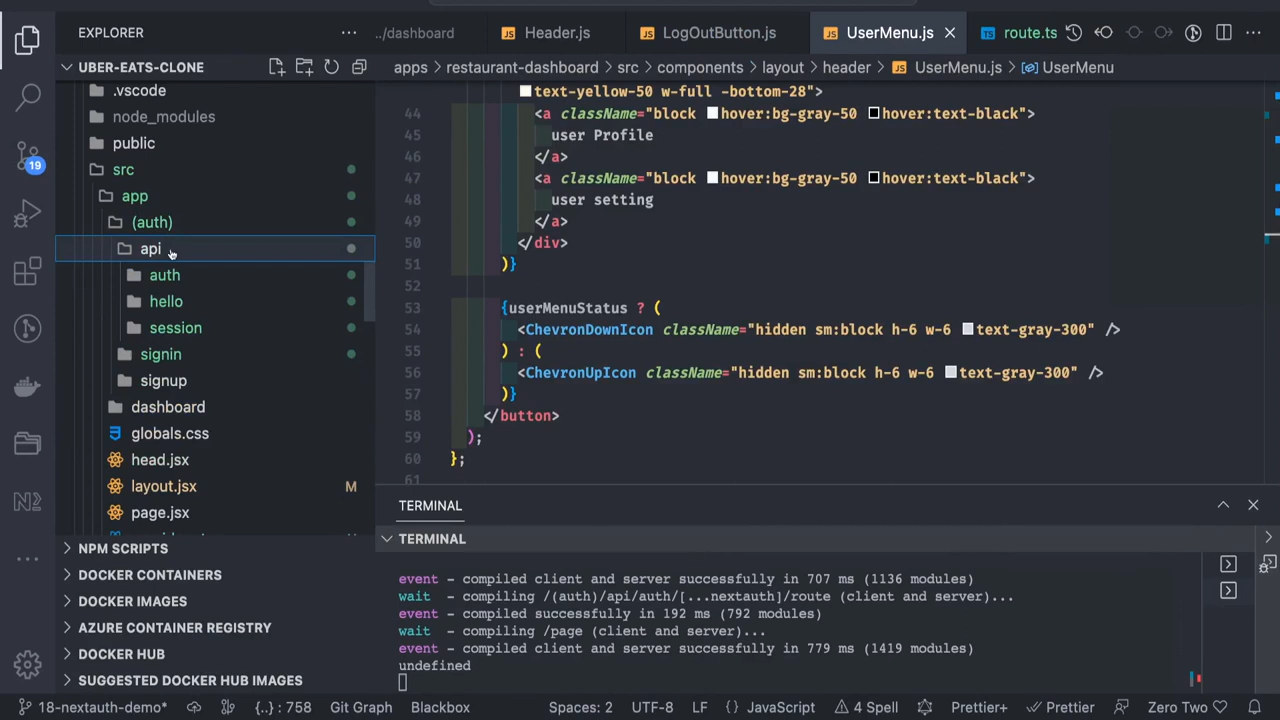 EXPLORER
../dashboard
Header.js
LogOutButton.js
UserMenu.js
route.ts
UBER-EATS-CLONE
apps > restaurant-dashboard > src > components > layout > header > UserMenu.js > UserMenu
.vscode
node_modules
public
src
app
(auth)
api
auth
hello
session
signin
signup
dashboard
globals.css
head.jsx
layout.jsx M
page.jsx
NPM SCRIPTS
DOCKER CONTAINERS
DOCKER IMAGES
AZURE CONTAINER REGISTRY
DOCKER HUB
SUGGESTED DOCKER HUB IMAGES
text-yellow-50 w-full -bottom-28">
44 <a className="block hover:bg-gray-50 hover:text-black">
45 user Profile
46 </a>
47 <a className="block hover:bg-gray-50 hover:text-black">
48 user setting
49 </a>
50 </div>
51 )}
52
53 {userMenuStatus ? (
54 <ChevronDownIcon className="hidden sm:block h-6 w-6 text-gray-300" />
55 ) : (
56 <ChevronUpIcon className="hidden sm:block h-6 w-6 text-gray-300" />
57 )}
58 </button>
59 );
60 };
61
TERMINAL
TERMINAL
event - compiled client and server successfully in 707 ms (1136 modules)
wait - compiling /(auth)/api/auth/[...nextauth]/route (client and server)...
event - compiled successfully in 192 ms (792 modules)
wait - compiling /page (client and server)...
event - compiled client and server successfully in 779 ms (1419 modules)
undefined
19
18-nextauth-demo* {..} : 758 Git Graph Blackbox Spaces: 2 UTF-8 LF {} JavaScript 4 Spell Prettier+ Prettier Zero Two